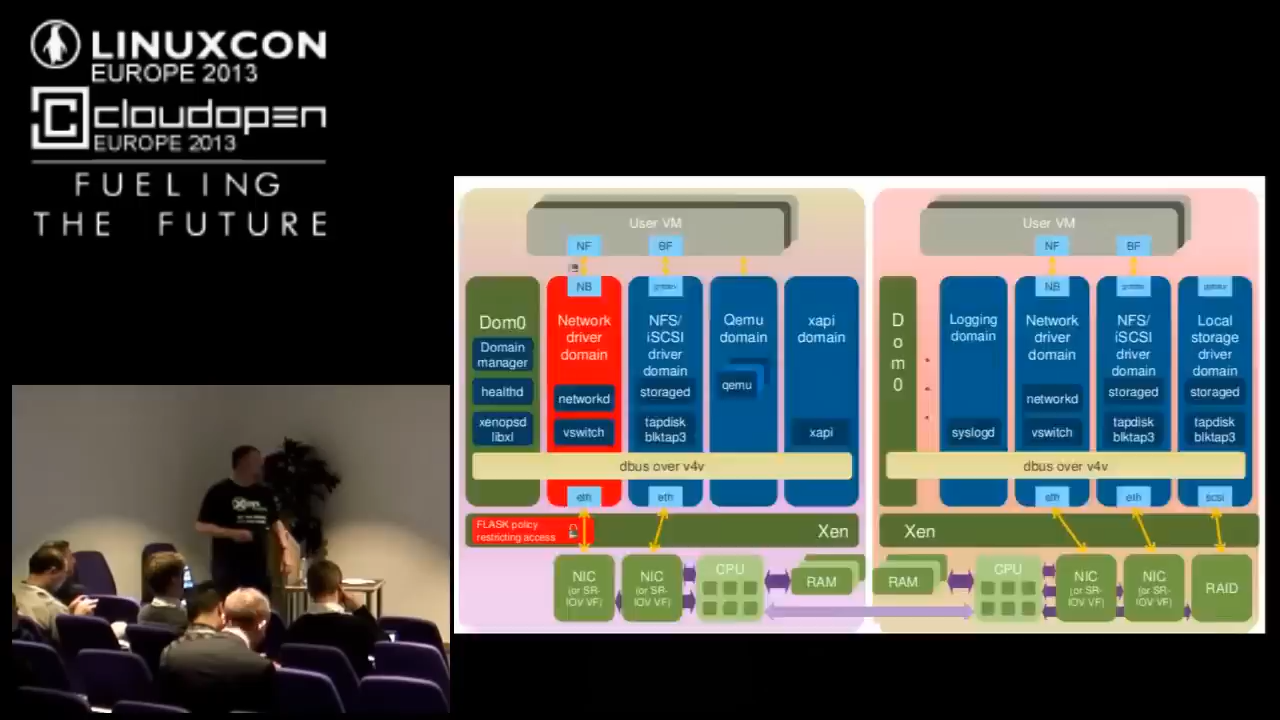 LINUXCON
EUROPE 2013
cloudopen
EUROPE 2013
FUELING
THE FUTURE
User VM
NF
BF
NB
Dom0
Domain
manager
healthd
xenopsd
libxl
Network
driver
domain
networkd
vswitch
NFS/
iSCSI
driver
domain
storaged
tapdisk
blktap3
Qemu
domain
qemu
xapi
domain
xapi
dbus over v4v
eth
eth
FLASK policy
restricting access
Xen
NIC
(or SR-
IOV VF)
NIC
(or SR-
IOV VF)
CPU
RAM
User VM
NF
BF
NB
Dom0
Logging
domain
syslogd
Network
driver
domain
networkd
vswitch
NFS/
iSCSI
driver
domain
storaged
tapdisk
blktap3
Local
storage
driver
domain
storaged
tapdisk
blktap3
dbus over v4v
eth
eth
scsi
Xen
RAM
CPU
NIC
(or SR-
IOV VF)
NIC
(or SR-
IOV VF)
RAID